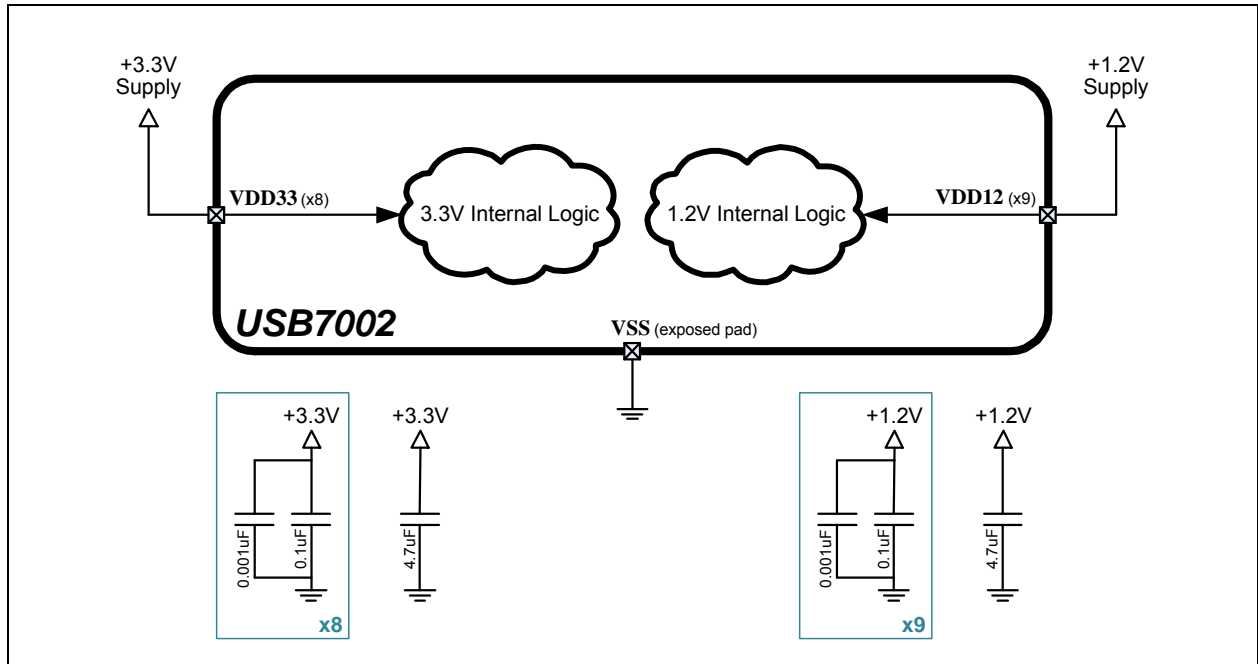 +3.3V
Supply
+1.2V
Supply
VDD33 (x8)
3.3V Internal Logic
1.2V Internal Logic
VDD12 (x9)
USB7002
VSS (exposed pad)
+3.3V
+3.3V
+1.2V
+1.2V
0.001uF
0.1uF
4.7uF
0.001uF
0.1uF
4.7uF
x8
x9